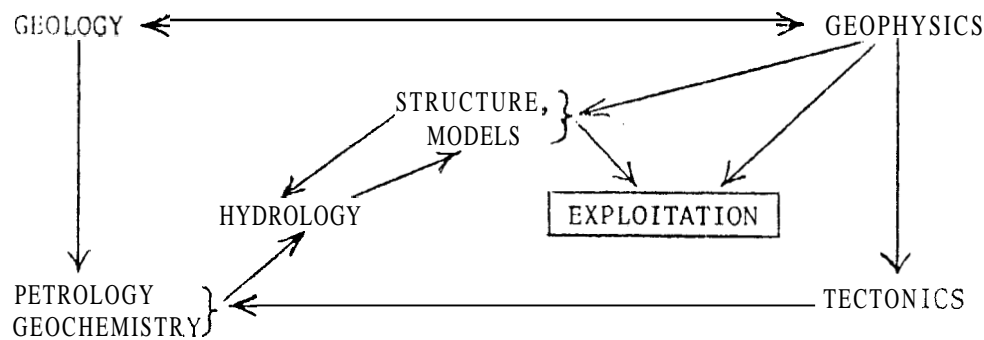 GEOLOGY
GEOPHYSICS
STRUCTURE,
MODELS
HYDROLOGY
EXPLOITATION
PETROLOGY
GEOCHEMISTRY
TECTONICS